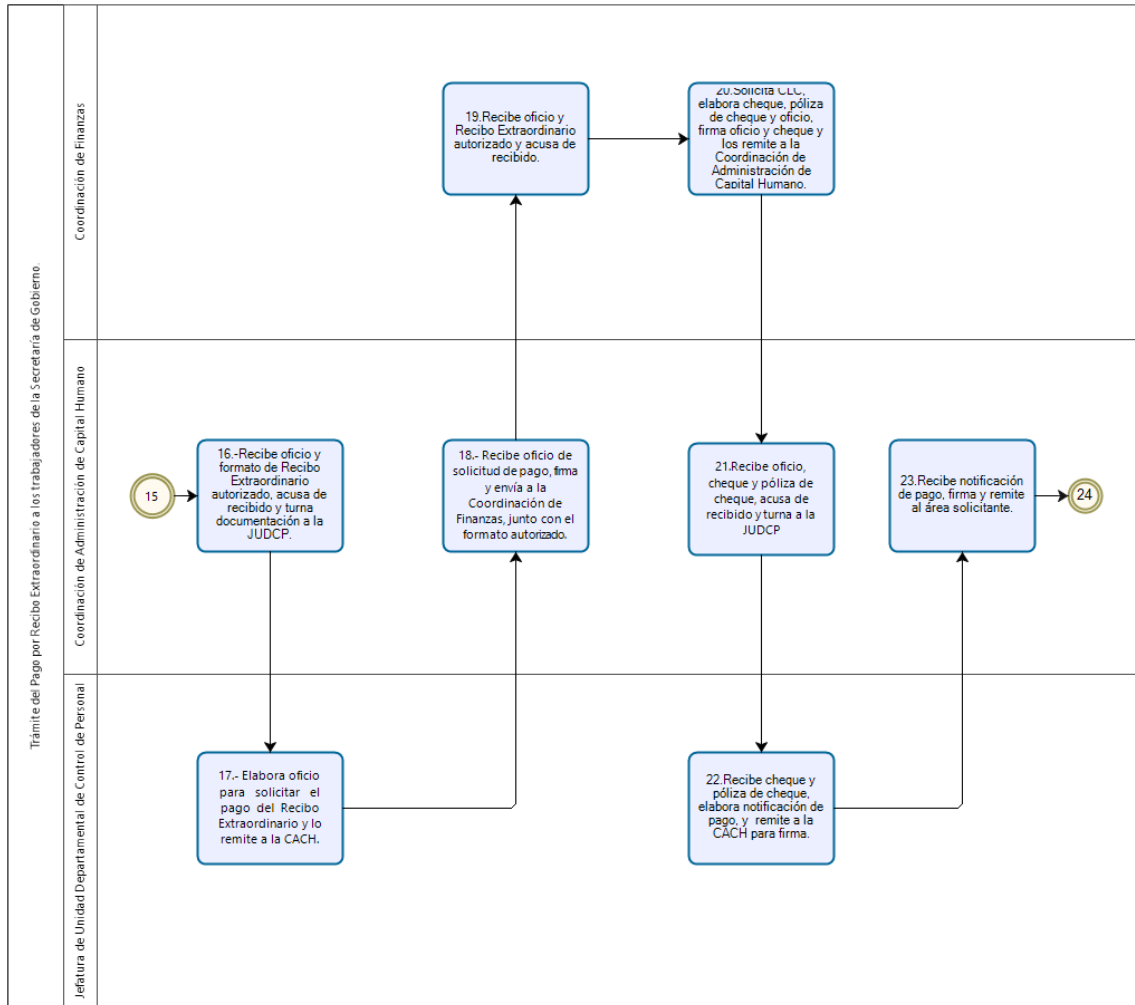 Trámite del Pago por Recibo Extraordinario a los trabajadores de la Secretaría de Gobierno.
Coordinación de Finanzas
19.Recibe oficio y
Recibo Extraordinario
autorizado y acusa de
recibido.
20.Solicita CLC,
elabora cheque, póliza
de cheque y oficio,
firma oficio y cheque y
los remite a la
Coordinación de
Administración de
Capital Humano.
Coordinación de Administración de Capital Humano
15
16.-Recibe oficio y
formato de Recibo
Extraordinario
autorizado, acusa de
recibido y turna
documentación a la
JUDCP.
18.- Recibe oficio de
solicitud de pago, firma
y envía a la
Coordinación de
Finanzas, junto con el
formato autorizado.
21.Recibe oficio,
cheque y póliza de
cheque, acusa de
recibido y turna a la
JUDCP
23.Recibe notificación
de pago, firma y remite
al área solicitante.
24
Jefatura de Unidad Departamental de Control de Personal
17.- Elabora oficio
para solicitar el
pago del Recibo
Extraordinario y lo
remite a la CACH.
22.Recibe cheque y
póliza de cheque,
elabora notificación de
pago, y remite a la
CACH para firma.